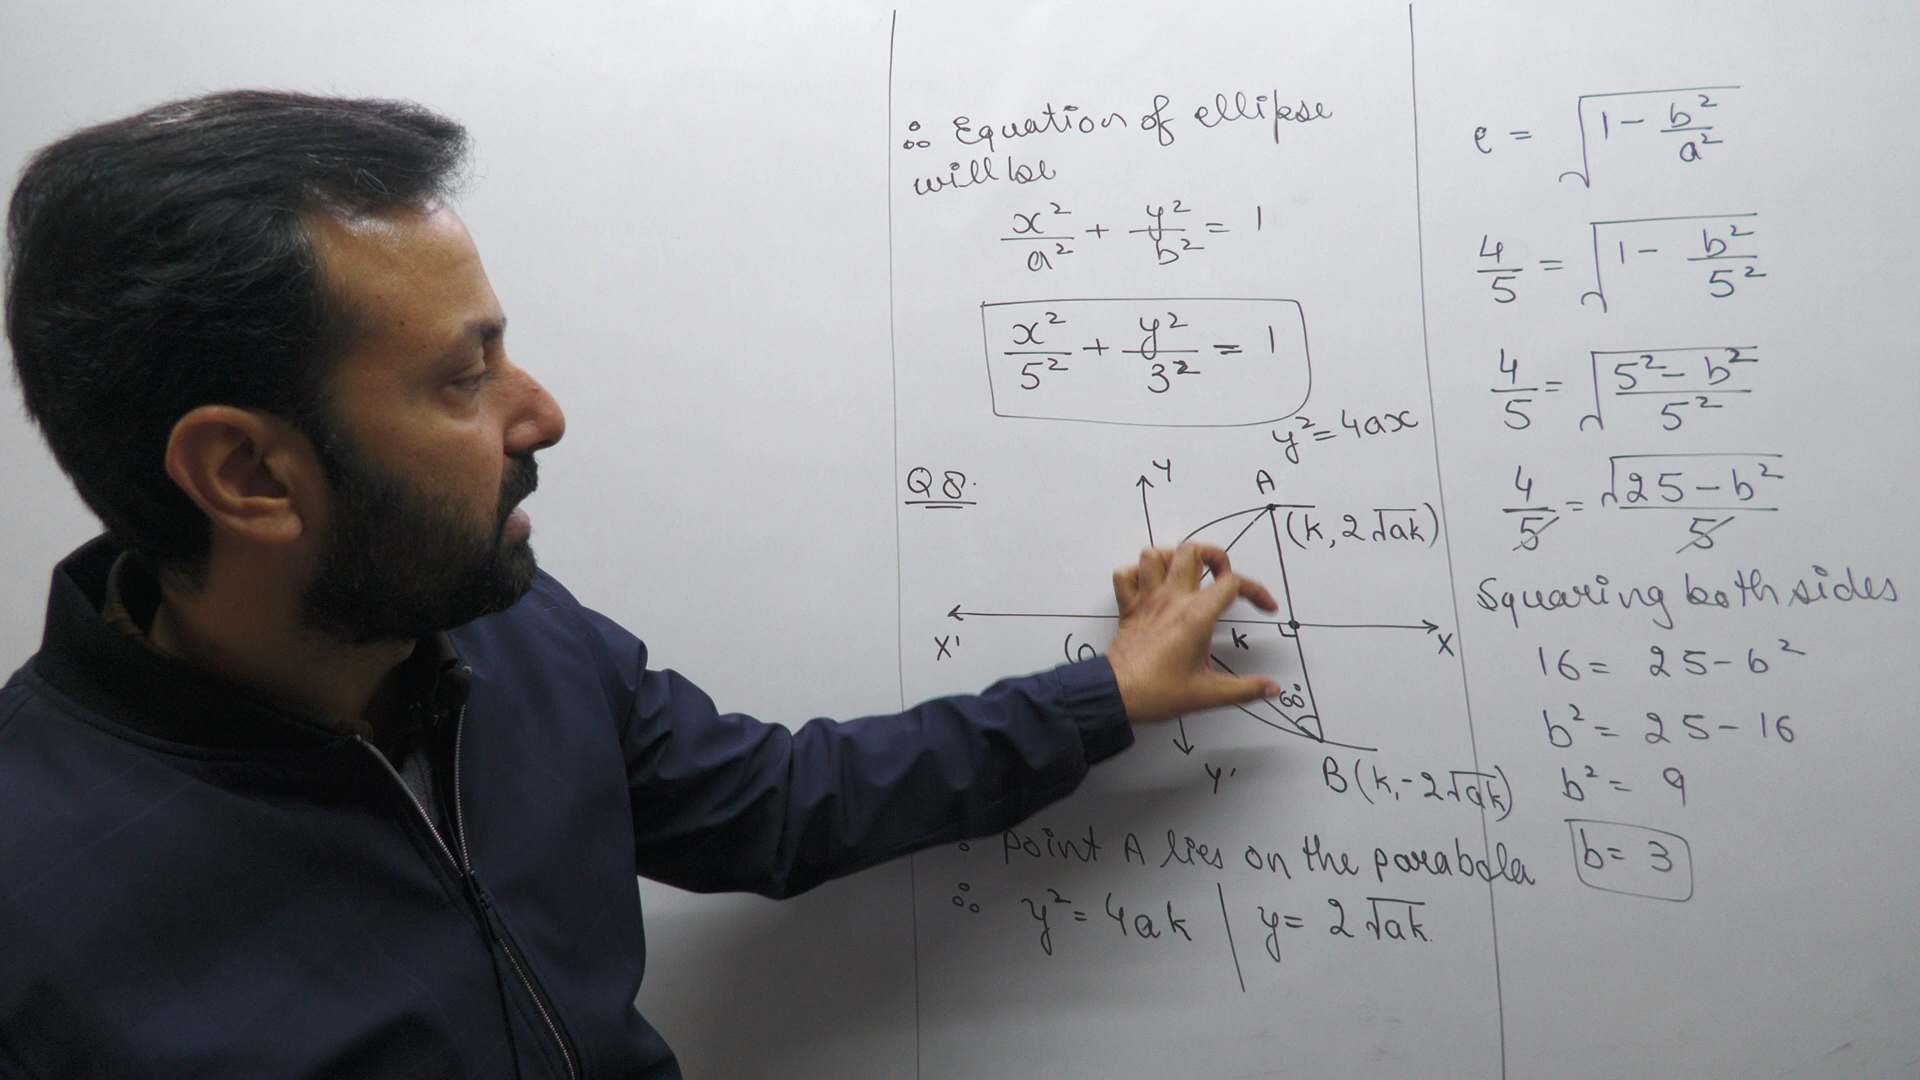 ∴ Equation of ellipse
will be
x²/a² + y²/b² = 1
x²/5² + y²/3² = 1
y² = 4ax
Q8.
Y
A
(k, 2√ak)
X'
(0
k
X
60°
Y'
B(k, -2√ak)
Point A lies on the parabola
∴ y² = 4ak | y = 2√ak.
e = √(1 - b²/a²)
4/5 = √(1 - b²/5²)
4/5 = √((5² - b²)/5²)
4/5 = √(25 - b²)/5
Squaring both sides
16 = 25 - b²
b² = 25 - 16
b² = 9
b = 3